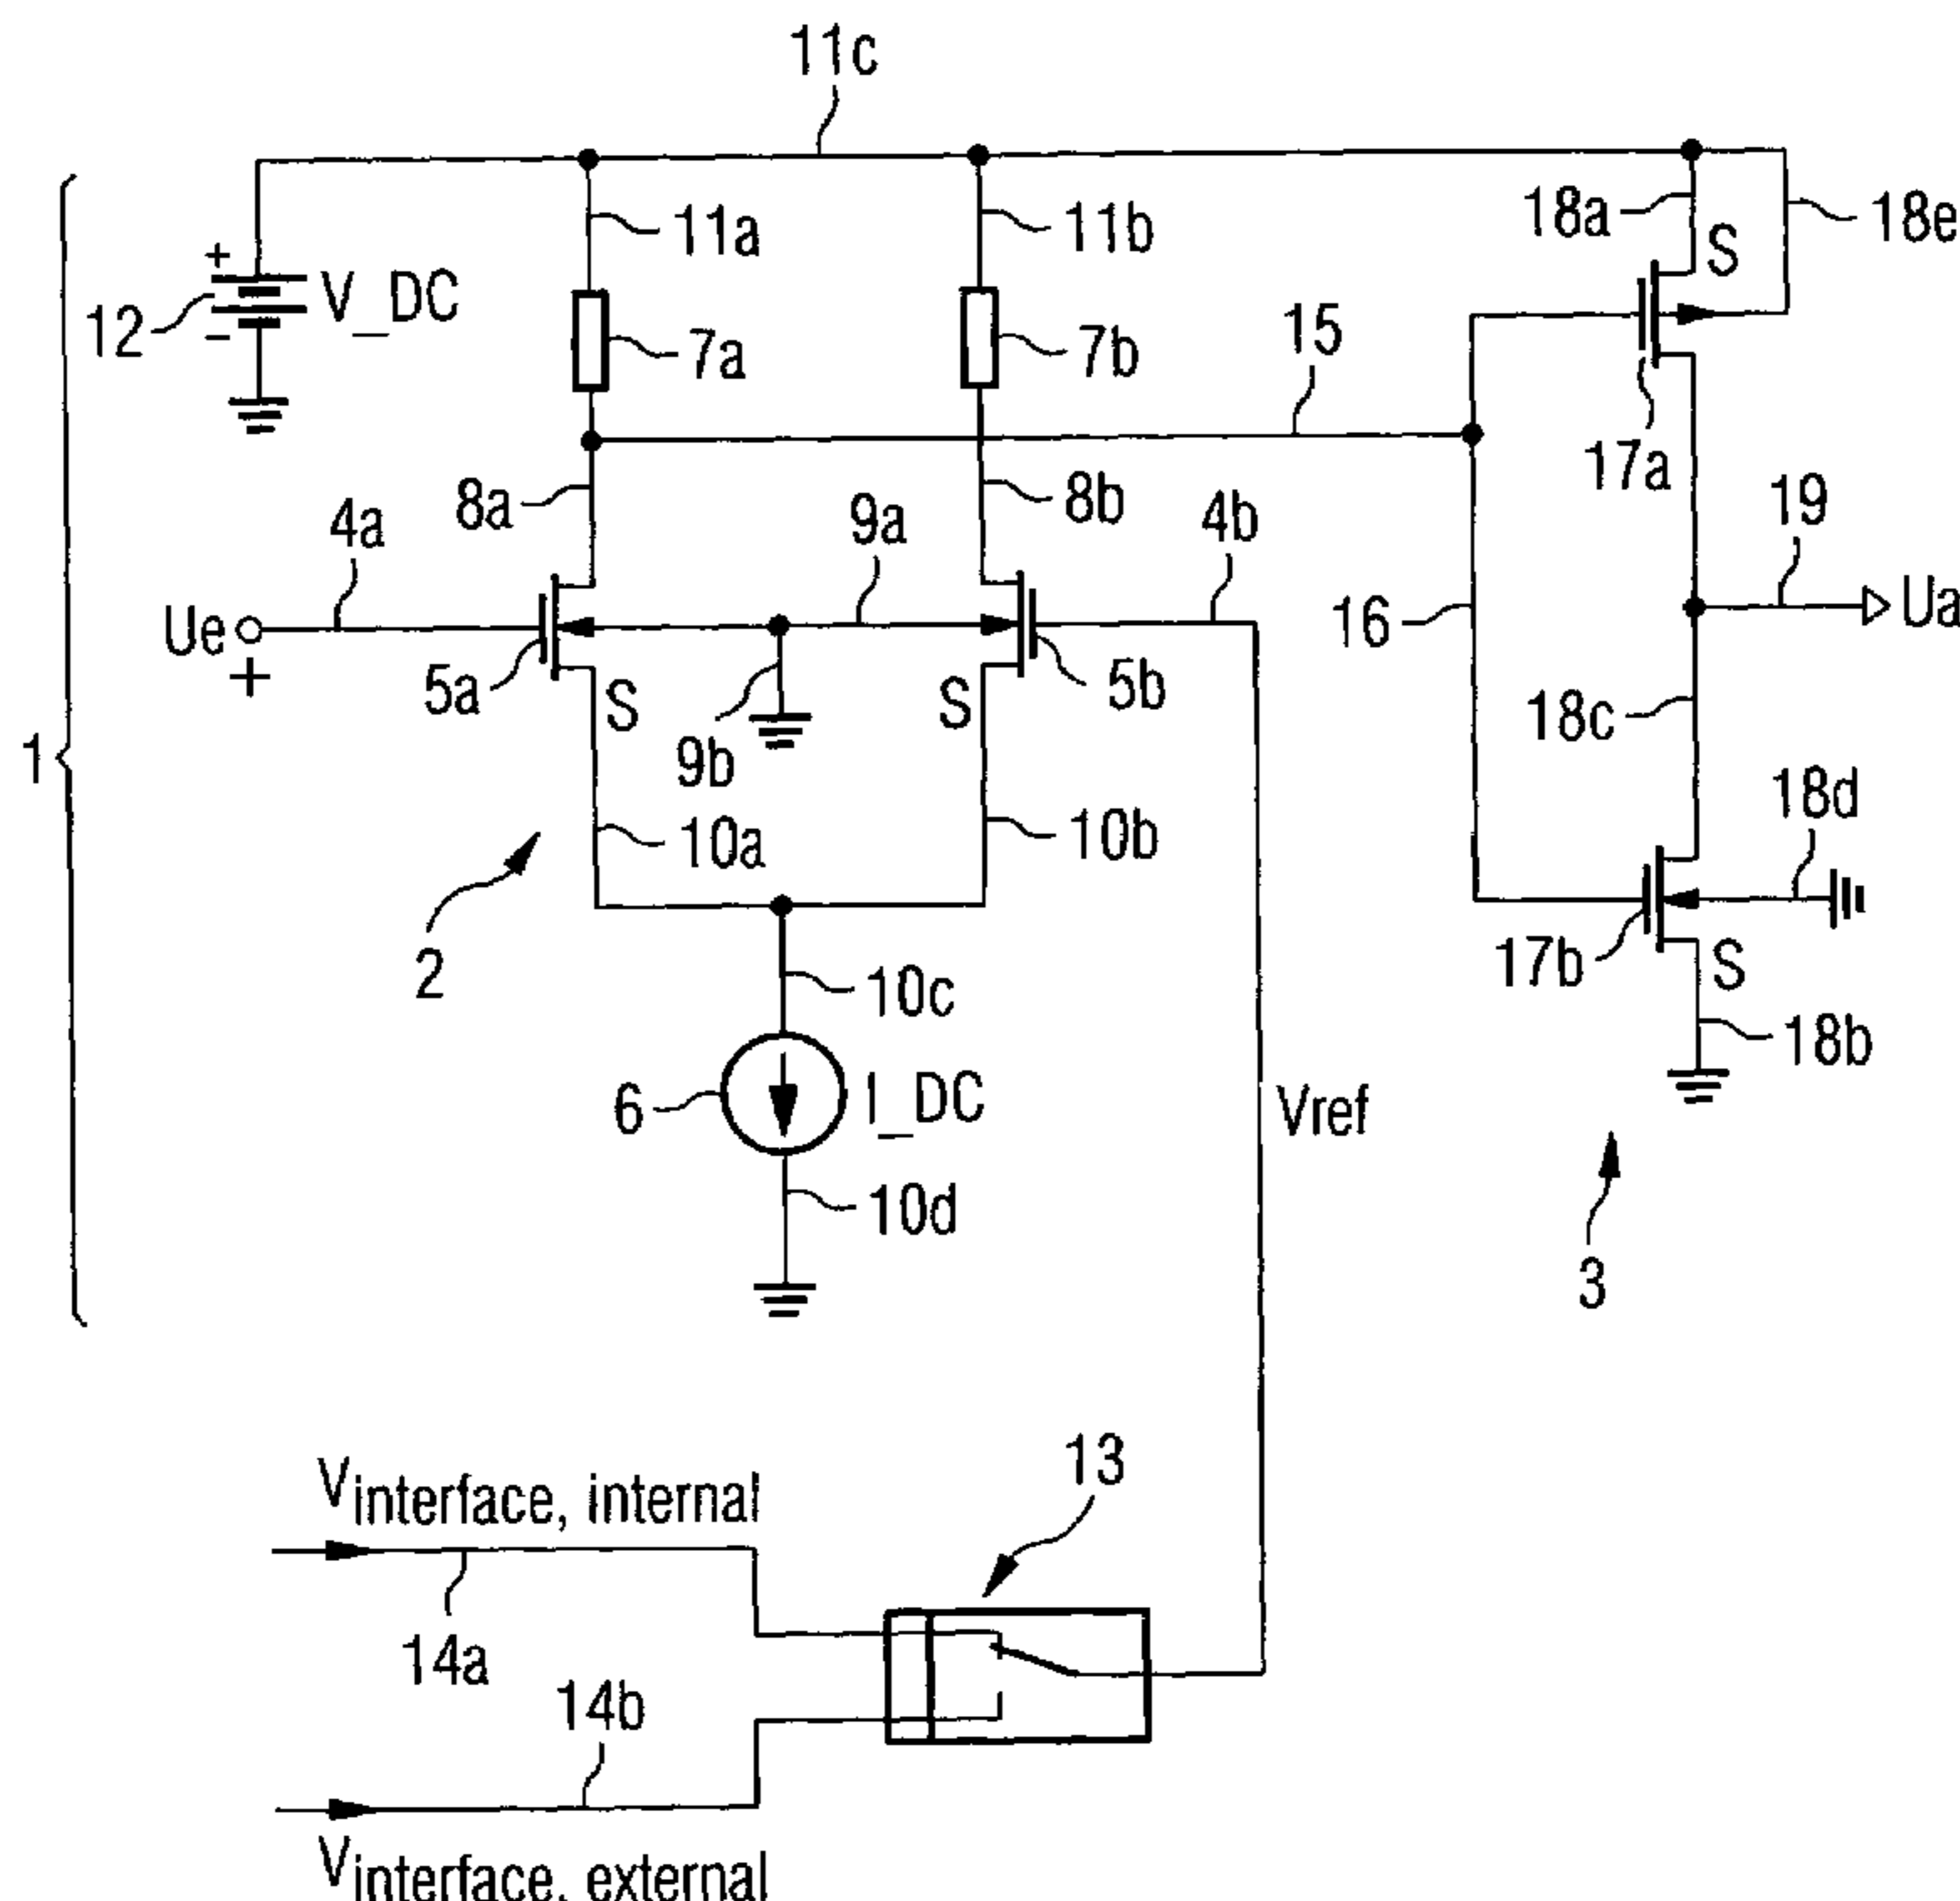 11c
11a
11b
18a
18e
S
+
12
V_DC
−
7a
7b
15
17a
8a
8b
4a
9a
4b
19
Ue
+
16
Ua
5a
S
S
5b
9b
18c
1
10a
10b
18d
2
17b
S
10c
18b
6
I_DC
Vref
10d
3
13
Vinterface, internal
14a
14b
Vinterface, external